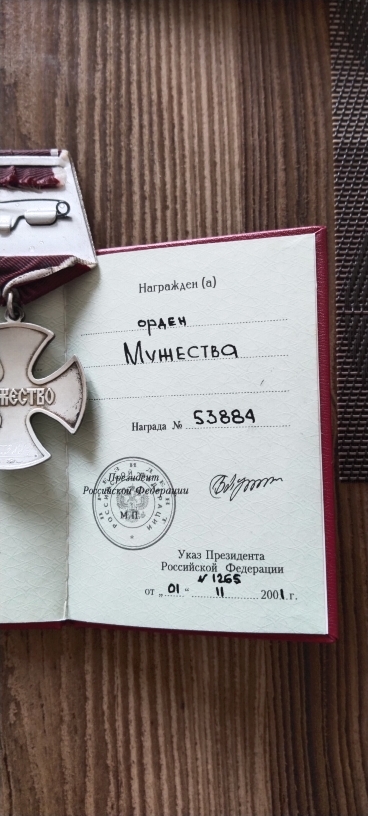 Награжден (а)
орден
Мужества
МУЖЕСТВО
Награда № 53884
Президент
Российской Федерации
М.П.
Указ Президента
Российской Федерации
№ 1265
от „ 01 “ 11 2001 г.